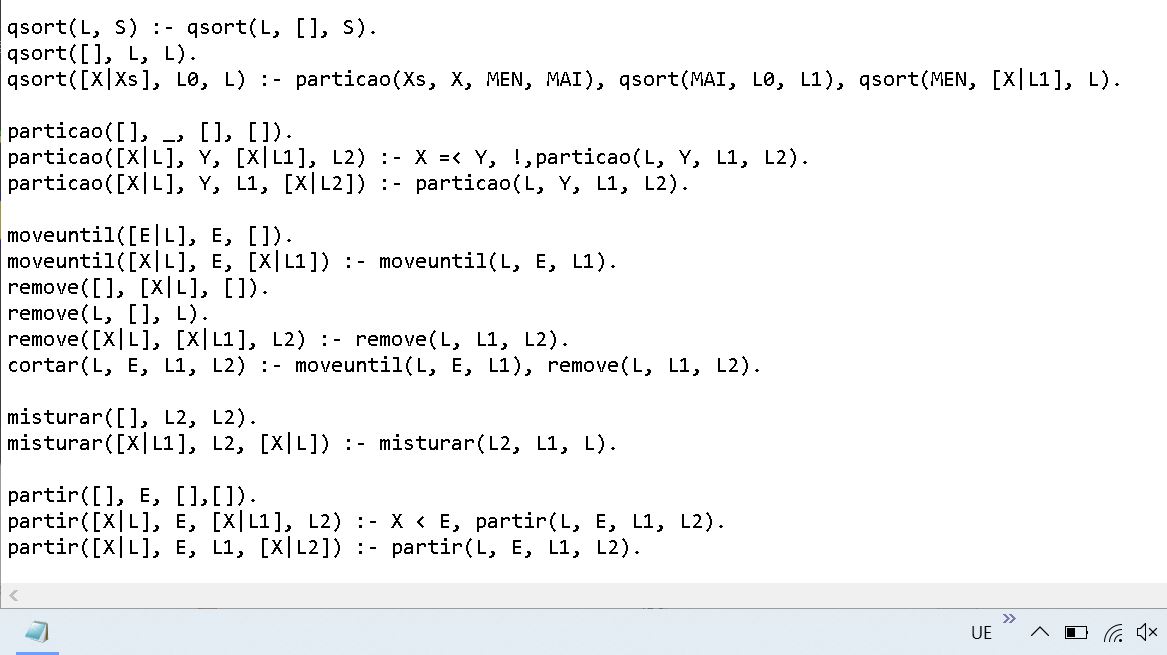 qsort(L, S) :- qsort(L, [], S).
qsort([], L, L).
qsort([X|Xs], L0, L) :- particao(Xs, X, MEN, MAI), qsort(MAI, L0, L1), qsort(MEN, [X|L1], L).
particao([], _, [], []).
particao([X|L], Y, [X|L1], L2) :- X =< Y, !,particao(L, Y, L1, L2).
particao([X|L], Y, L1, [X|L2]) :- particao(L, Y, L1, L2).
moveuntil([E|L], E, []).
moveuntil([X|L], E, [X|L1]) :- moveuntil(L, E, L1).
remove([], [X|L], []).
remove(L, [], L).
remove([X|L], [X|L1], L2) :- remove(L, L1, L2).
cortar(L, E, L1, L2) :- moveuntil(L, E, L1), remove(L, L1, L2).
misturar([], L2, L2).
misturar([X|L1], L2, [X|L]) :- misturar(L2, L1, L).
partir([], E, [],[]).
partir([X|L], E, [X|L1], L2) :- X < E, partir(L, E, L1, L2).
partir([X|L], E, L1, [X|L2]) :- partir(L, E, L1, L2).
UE